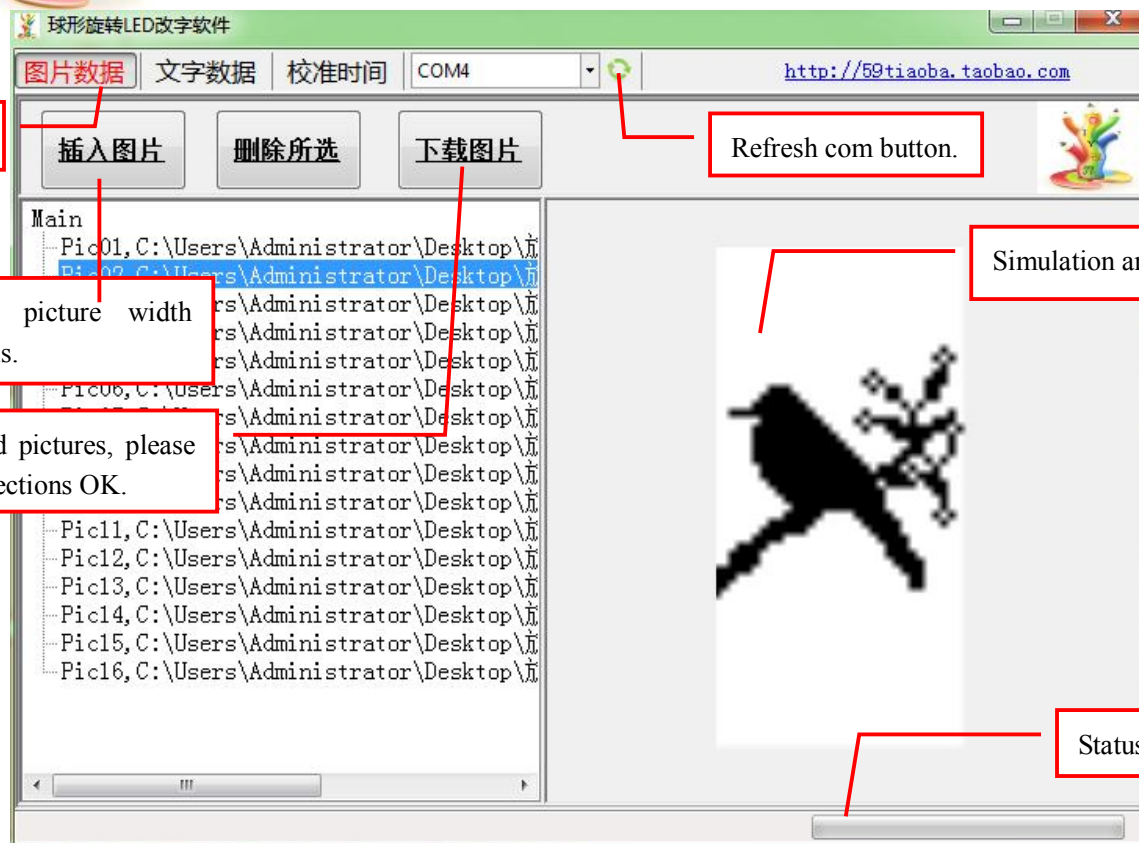 球形旋转LED改字软件
图片数据 文字数据 校准时间 COM4 http://59tiaoba.taobao.com
插入图片 删除所选 下载图片
Refresh com button.
Main
Pic01,C:\Users\Administrator\Desktop\
Pic02,C:\Users\Administrator\Desktop\
Simulation
rs\Administrator\Desktop\
picture width
rs\Administrator\Desktop\
s.
rs\Administrator\Desktop\
Pic06,C:\Users\Administrator\Desktop\
rs\Administrator\Desktop\
pictures, please
s\Administrator\Desktop\
s\Administrator\Desktop\
ections OK.
s\Administrator\Desktop\
Pic11,C:\Users\Administrator\Desktop\
Pic12,C:\Users\Administrator\Desktop\
Pic13,C:\Users\Administrator\Desktop\
Pic14,C:\Users\Administrator\Desktop\
Pic15,C:\Users\Administrator\Desktop\
Pic16,C:\Users\Administrator\Desktop\
Status